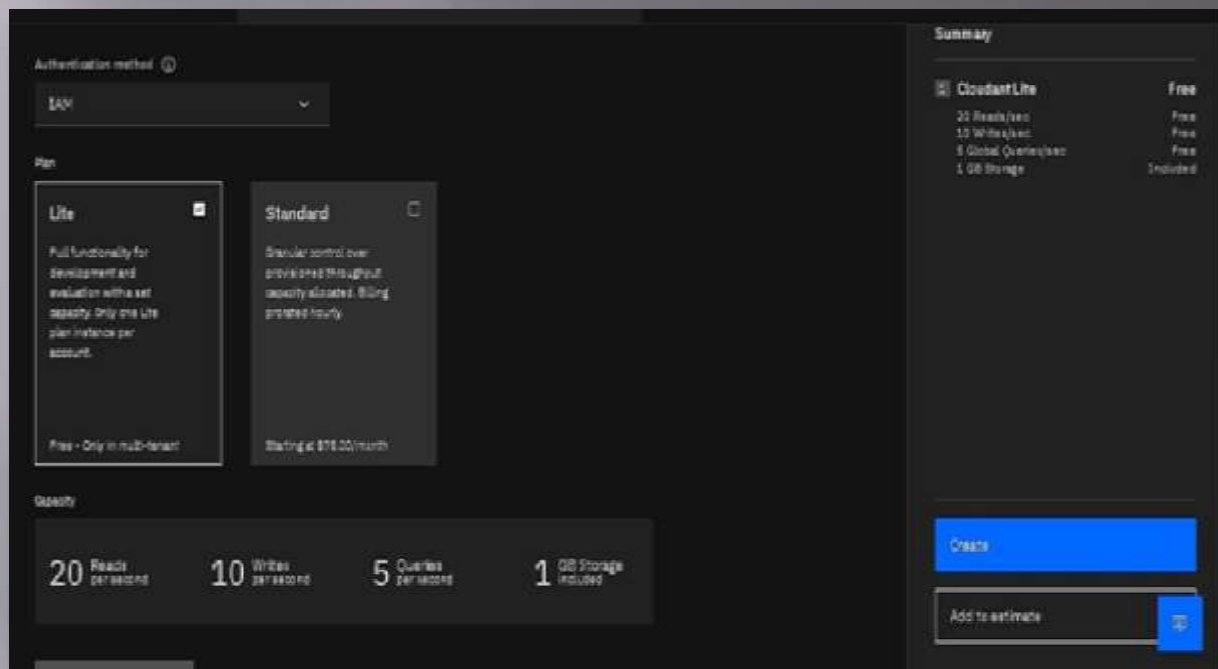 Authentication method
IAM
Plan
Lite
Full functionality for
development and
evaluation with a set
capacity. Only one Lite
plan instance per
account.
Free - Only in multi-tenant
Standard
Granular control over
provisioned throughput
capacity allocated. Billing
prorated hourly.
Starting at /month
Capacity
20 Reads per second
10 Writes per second
5 Queries per second
1 GB Storage included
Summary
Cloudant Lite Free
20 Reads/sec Free
10 Writes/sec Free
5 Global Queries/sec Free
1 GB Storage Included
Create
Add to estimate